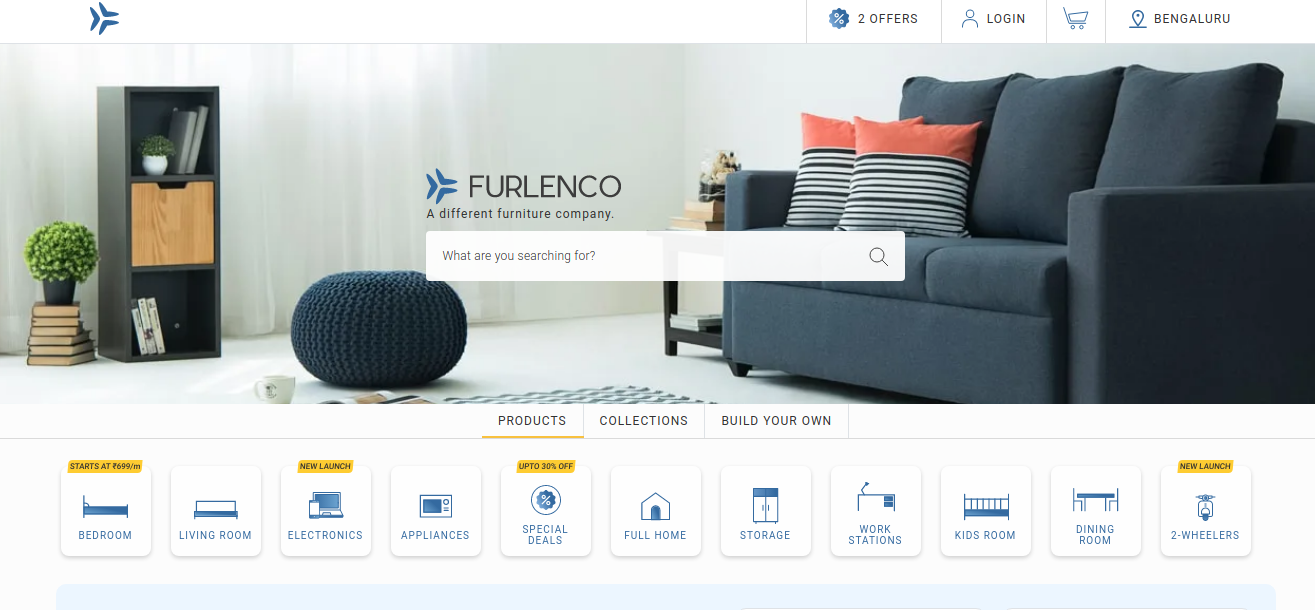 2 OFFERS
LOGIN
BENGALURU
FURLENCO
A different furniture company.
What are you searching for?
PRODUCTS
COLLECTIONS
BUILD YOUR OWN
STARTS AT ₹699/m
BEDROOM
LIVING ROOM
NEW LAUNCH
ELECTRONICS
APPLIANCES
UPTO 30% OFF
SPECIAL
DEALS
FULL HOME
STORAGE
WORK
STATIONS
KIDS ROOM
DINING
ROOM
NEW LAUNCH
2-WHEELERS